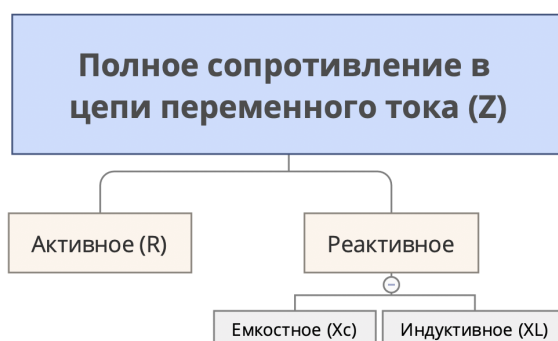 Полное сопротивление в
цепи переменного тока (Z)
Активное (R)
Реактивное
Емкостное (Xc)
Индуктивное (XL)